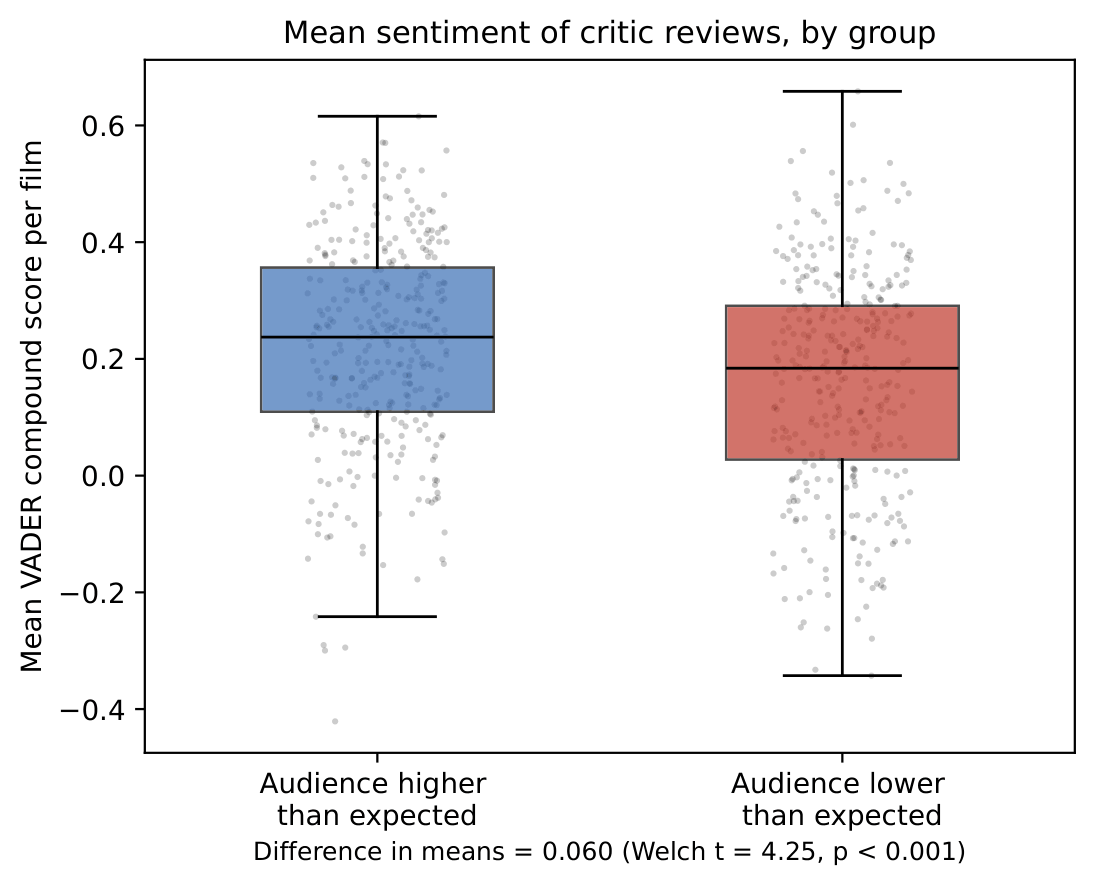 Mean sentiment of critic reviews, by group
Mean VADER compound score per film
0.6
0.4
0.2
0.0
−0.2
−0.4
Audience higher
than expected
Audience lower
than expected
Difference in means = 0.060 (Welch t = 4.25, p < 0.001)